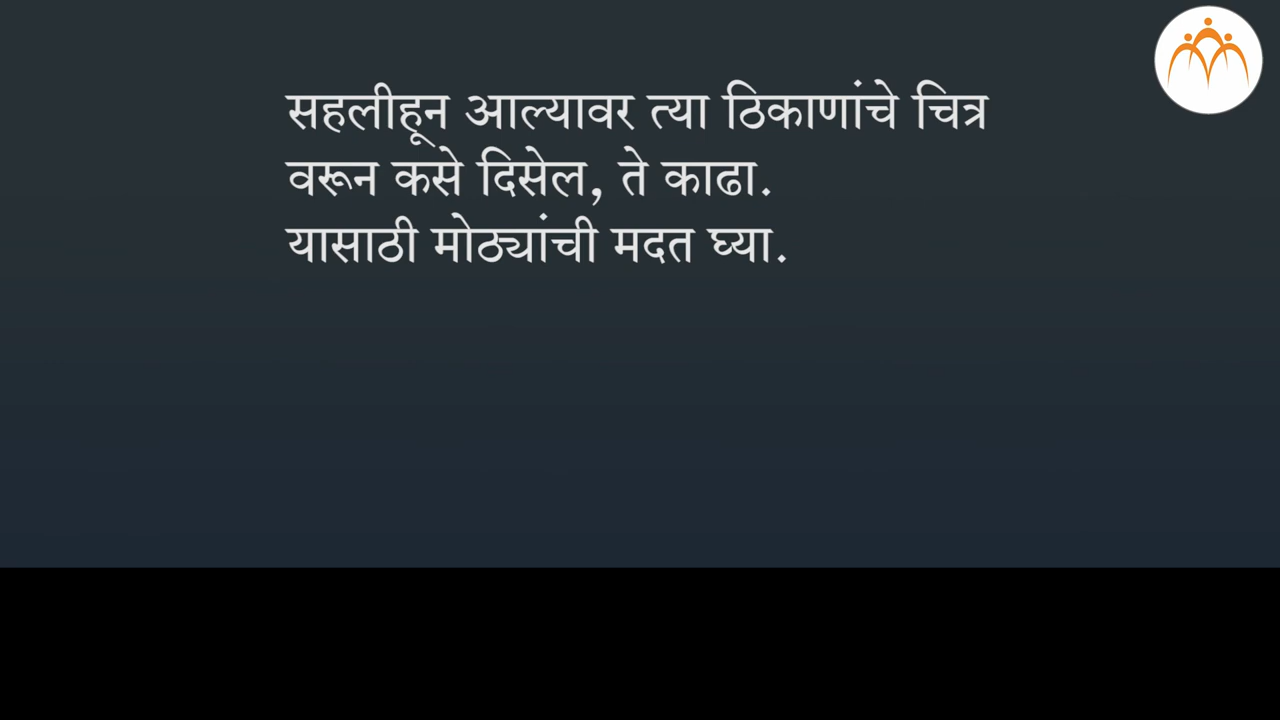 सहलीहून आल्यावर त्या ठिकाणांचे चित्र
वरून कसे दिसेल, ते काढा.
यासाठी मोठ्यांची मदत घ्या.